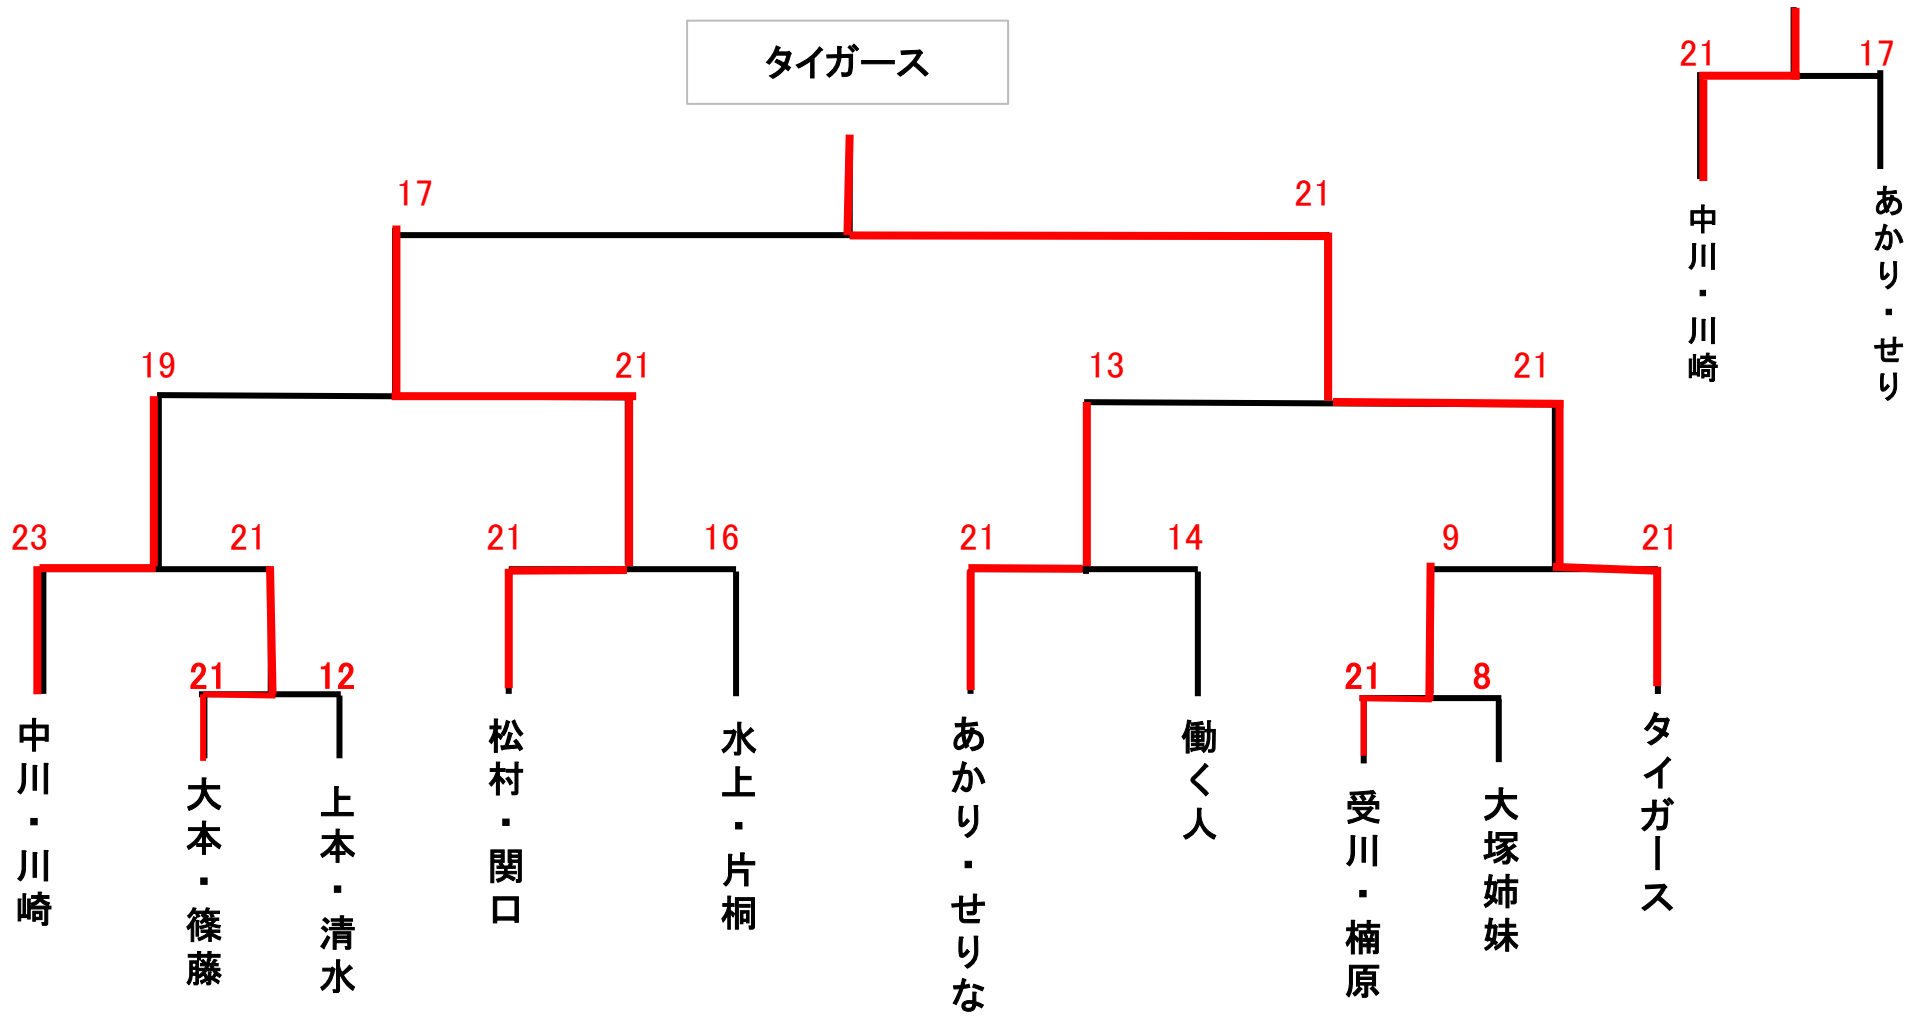 タイガース
21 17
中川・川崎
あかり・せり
17 21
19 21 13 21
23 21 21 16 21 14 9 21
21 12 21 8
中川・川崎
大本・篠藤
上本・清水
松村・関口
水上・片桐
あかり・せりな
働く人
受川・楠原
大塚姉妹
タイガース